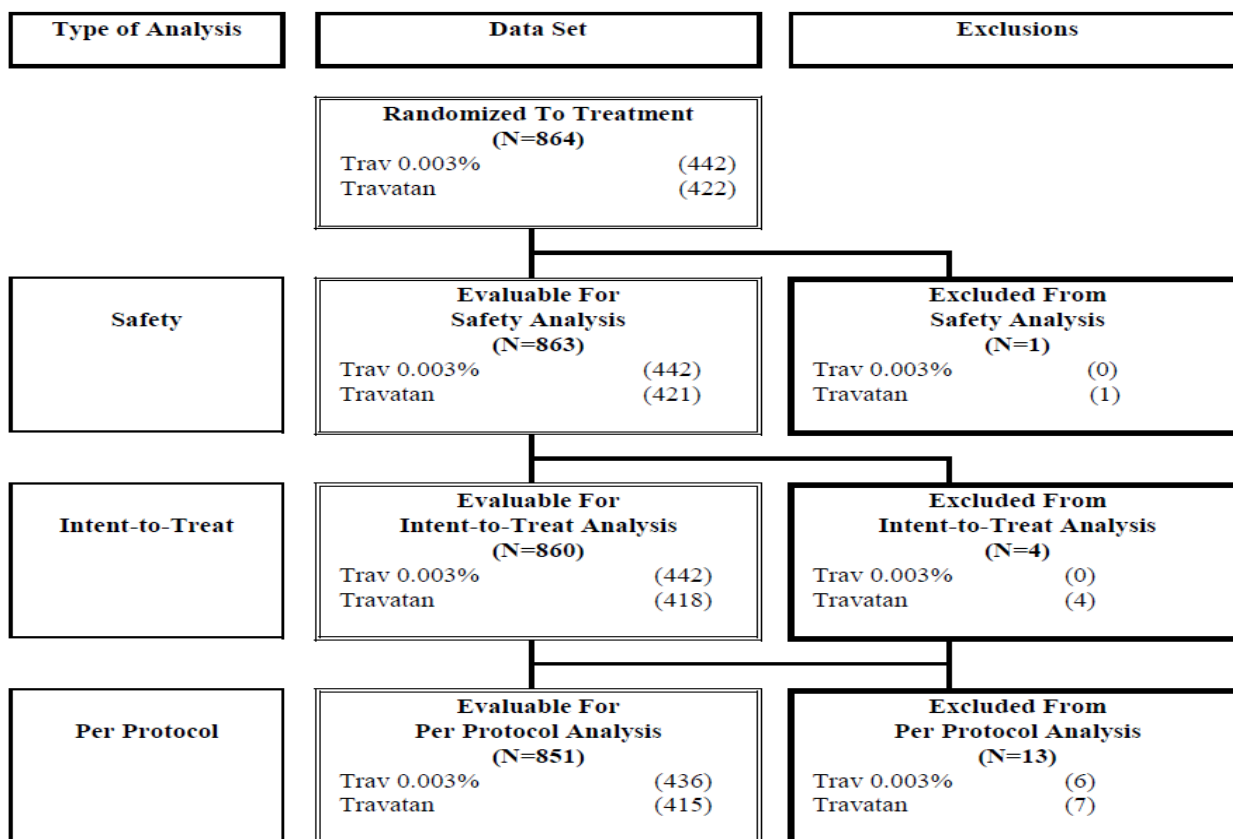 Type of Analysis
Data Set
Exclusions
Randomized To Treatment
(N=864)
Trav 0.003% (442)
Travatan (422)
Safety
Evaluable For
Safety Analysis
(N=863)
Trav 0.003% (442)
Travatan (421)
Excluded From
Safety Analysis
(N=1)
Trav 0.003% (0)
Travatan (1)
Intent-to-Treat
Evaluable For
Intent-to-Treat Analysis
(N=860)
Trav 0.003% (442)
Travatan (418)
Excluded From
Intent-to-Treat Analysis
(N=4)
Trav 0.003% (0)
Travatan (4)
Per Protocol
Evaluable For
Per Protocol Analysis
(N=851)
Trav 0.003% (436)
Travatan (415)
Excluded From
Per Protocol Analysis
(N=13)
Trav 0.003% (6)
Travatan (7)